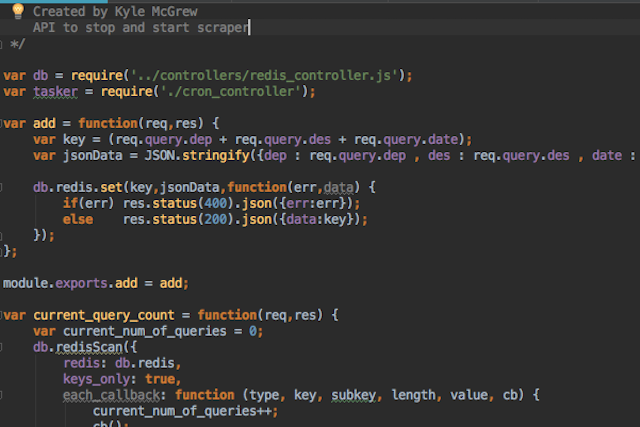 Created by Kyle McGrew
API to stop and start scraper
*/
var db = require('../controllers/redis_controller.js');
var tasker = require('./cron_controller');
var add = function(req,res) {
var key = (req.query.dep + req.query.des + req.query.date);
var jsonData = JSON.stringify({dep : req.query.dep , des : req.query.des , date :
db.redis.set(key,jsonData,function(err,data) {
if(err) res.status(400).json({err:err});
else res.status(200).json({data:key});
});
};
module.exports.add = add;
var current_query_count = function(req,res) {
var current_num_of_queries = 0;
db.redisScan({
redis: db.redis,
keys_only: true,
each_callback: function (type, key, subkey, length, value, cb) {
current_num_of_queries++;
cb();